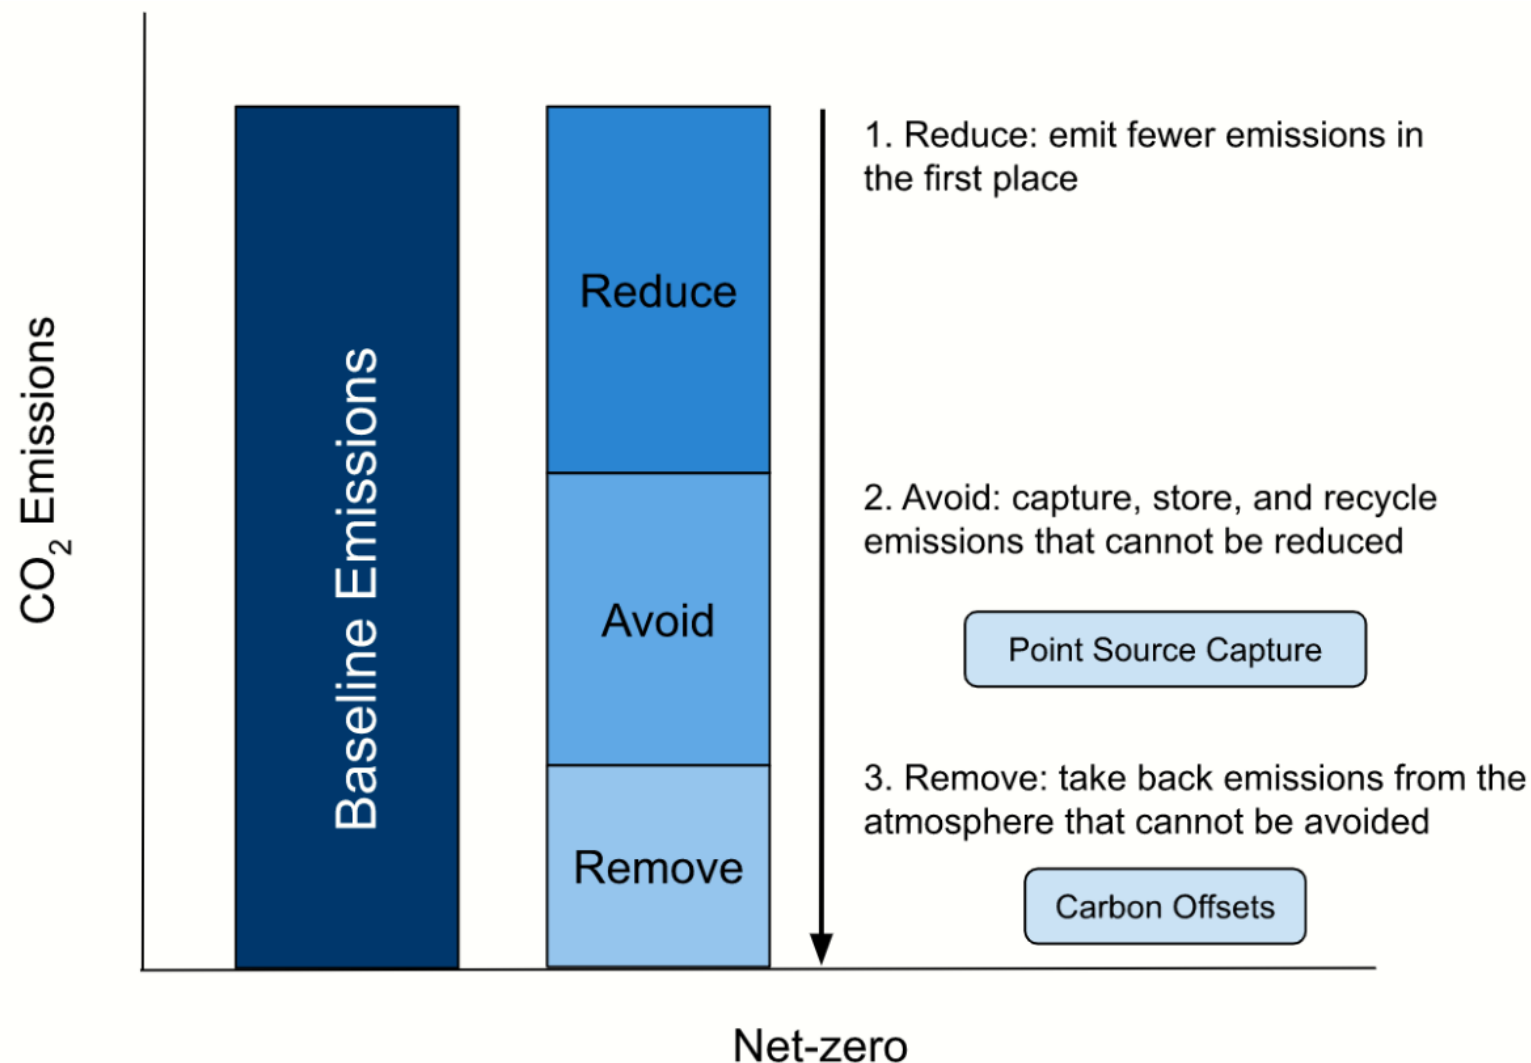 CO₂ Emissions
Baseline Emissions
Reduce
Avoid
Remove
1. Reduce: emit fewer emissions in
the first place
2. Avoid: capture, store, and recycle
emissions that cannot be reduced
Point Source Capture
3. Remove: take back emissions from the
atmosphere that cannot be avoided
Carbon Offsets
Net-zero